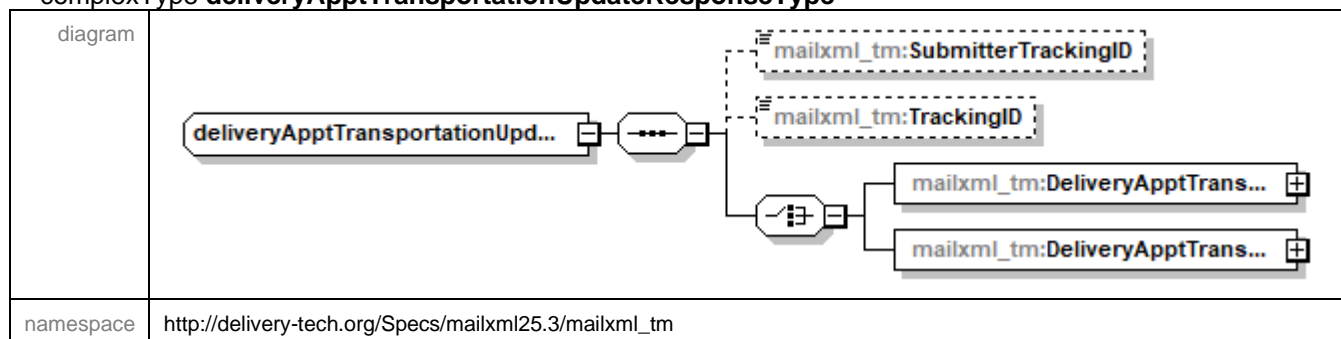 complexType deliveryApptTransportationUpdateResponseType
diagram
mailxml_tm:SubmitterTrackingID
mailxml_tm:TrackingID
deliveryApptTransportationUpd...
mailxml_tm:DeliveryApptTrans...
mailxml_tm:DeliveryApptTrans...
namespace http://delivery-tech.org/Specs/mailxml25.3/mailxml_tm